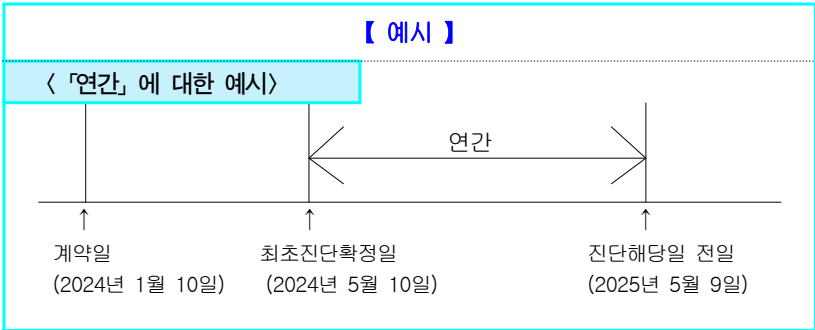 【 예시 】
〈 「연간」에 대한 예시〉
연간
↑ ↑ ↑
계약일 최초진단확정일 진단해당일 전일
(2024년 1월 10일) (2024년 5월 10일) (2025년 5월 9일)